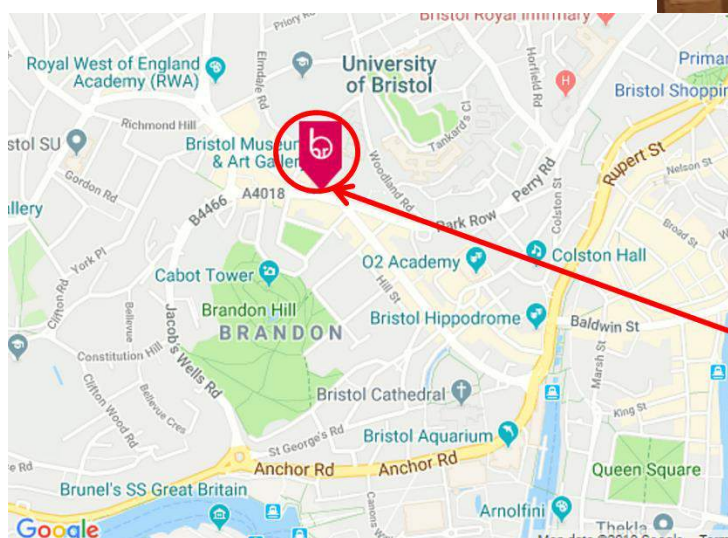 Bristol Royal Infirmary
Priory Rd
Royal West of England
Academy (RWA)
Elmdale Rd
University
of Bristol
Horfield Rd
H
Primar
Bristol Shoppin
Richmond Hill
Tankard's Cl
stol SU
Bristol Museum
& Art Gallery
b
Rupert St
Nelson St
Gordon Rd
Woodland Rd
Perry Rd
Colston St
allery
B4466
A4018
Park Row
Broad St
York Pl
O2 Academy
Colston Hall
Cabot Tower
Clifton Rd
Hill St
Bellevue
Brandon Hill
BRANDON
Jacob's Wells Rd
Bristol Hippodrome
Baldwin St
Constitution Hill
Marsh St
Clifton Wood Rd
Bellevue Cres
Bristol Cathedral
King St
St George's Rd
Bristol Aquarium
e Rd
Anchor Rd
Anchor Rd
Queen Square
Brunel's SS Great Britain
Canons
Arnolfini
Google
Thekla